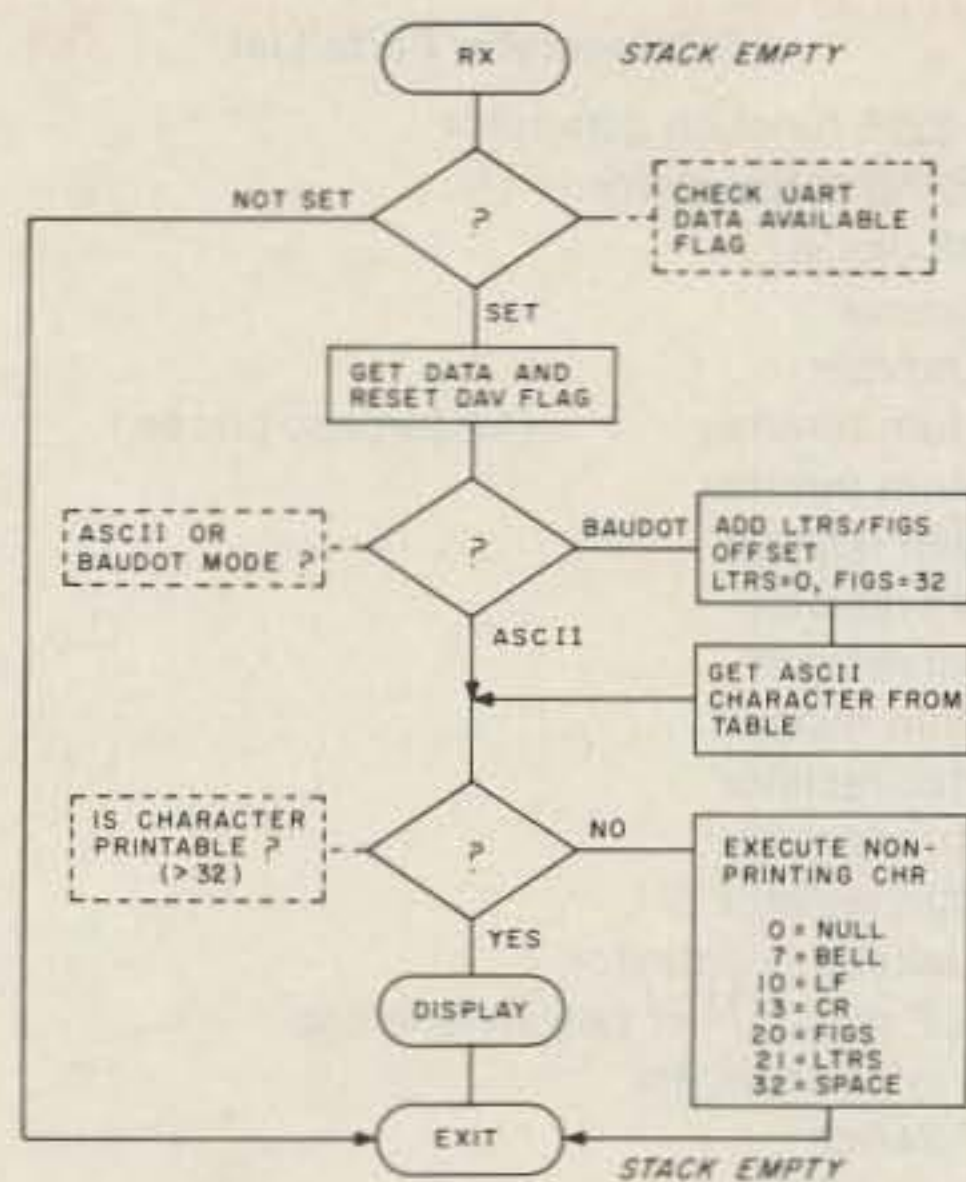 RX
STACK EMPTY
NOT SET
?
CHECK UART
DATA AVAILABLE
FLAG
SET
GET DATA AND
RESET DAV FLAG
ASCII OR
BAUDOT MODE ?
?
BAUDOT
ADD LTRS/FIGS
OFFSET
LTRS=0, FIGS=32
ASCII
GET ASCII
CHARACTER FROM
TABLE
IS CHARACTER
PRINTABLE ?
(>32)
?
NO
EXECUTE NON-
PRINTING CHR
0 = NULL
7 = BELL
10 = LF
13 = CR
20 = FIGS
21 = LTRS
32 = SPACE
YES
DISPLAY
EXIT
STACK EMPTY